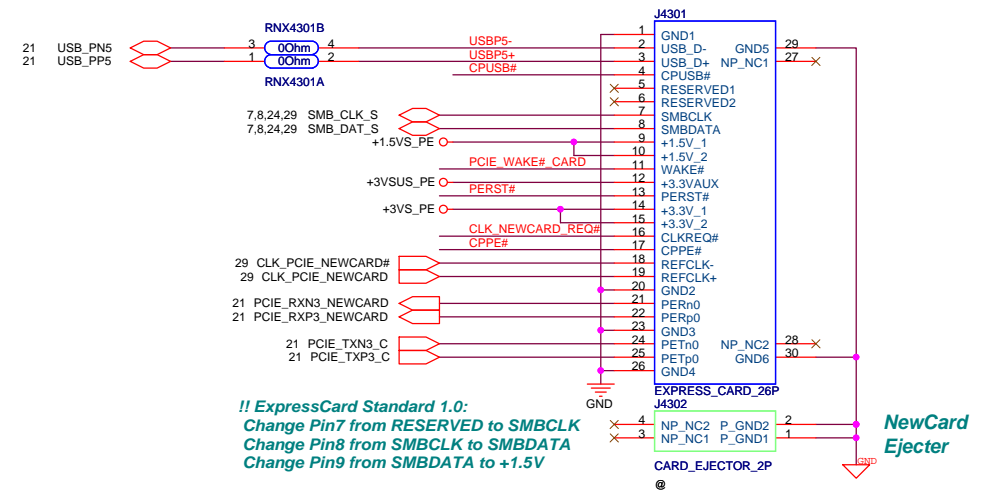 RNX4301B
J4301
21 USB_PN5 3 0Ohm 4 USBP5- 2 USB_D-
21 USB_PP5 1 0Ohm 2 USBP5+ 3 USB_D+
RNX4301A
1 GND1
CPUSB# 4 CPUSB#
GND5 29
NP_NC1 27
5 RESERVED1
6 RESERVED2
7,8,24,29 SMB_CLK_S 7 SMBCLK
7,8,24,29 SMB_DAT_S 8 SMBDATA
+1.5VS_PE 9 +1.5V_1
10 +1.5V_2
PCIE_WAKE#_CARD 11 WAKE#
+3VSUS_PE 12 +3.3VAUX
PERST# 13 PERST#
+3VS_PE 14 +3.3V_1
15 +3.3V_2
CLK_NEWCARD_REQ# 16 CLKREQ#
CPPE# 17 CPPE#
29 CLK_PCIE_NEWCARD# 18 REFCLK-
29 CLK_PCIE_NEWCARD 19 REFCLK+
20 GND2
21 PCIE_RXN3_NEWCARD 21 PERn0
21 PCIE_RXP3_NEWCARD 22 PERp0
23 GND3
21 PCIE_TXN3_C 24 PETn0
21 PCIE_TXP3_C 25 PETp0
26 GND4
NP_NC2 28
GND6 30
GND
EXPRESS_CARD_26P
J4302
4 NP_NC2 P_GND2 2
3 NP_NC1 P_GND1 1
CARD_EJECTOR_2P
@
GND
NewCard
Ejecter
!! ExpressCard Standard 1.0:
Change Pin7 from RESERVED to SMBCLK
Change Pin8 from SMBCLK to SMBDATA
Change Pin9 from SMBDATA to +1.5V